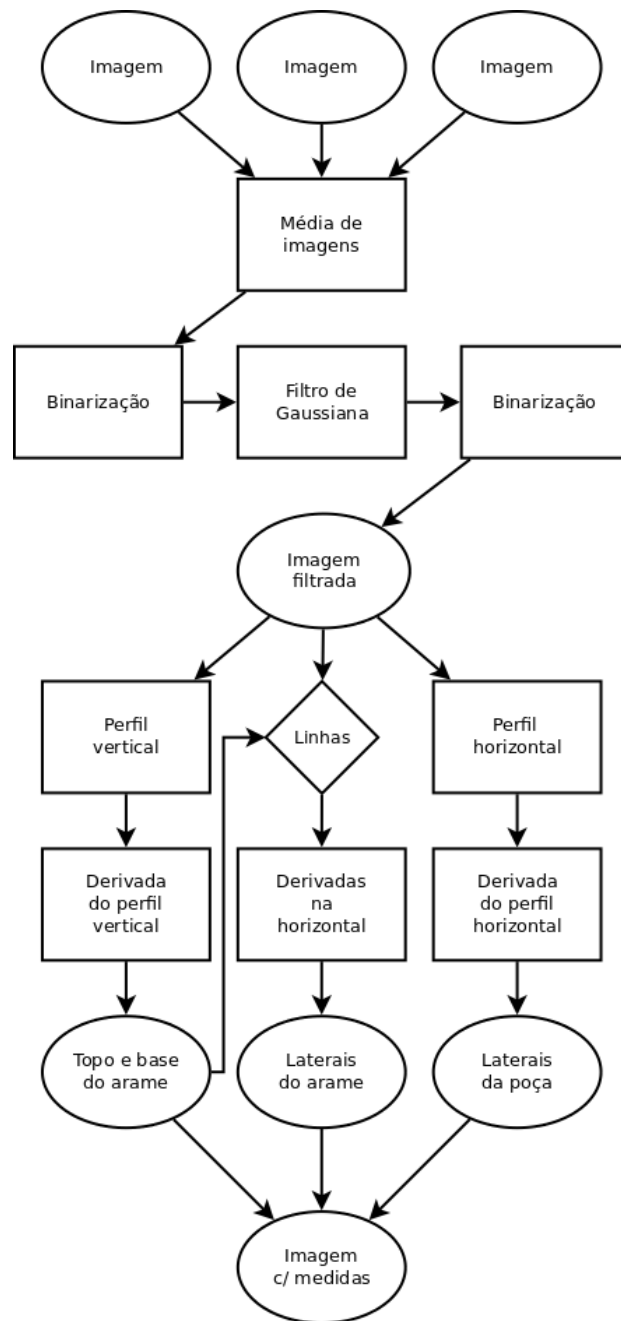 Imagem
Imagem
Imagem
Média de
imagens
Binarização
Filtro de
Gaussiana
Binarização
Imagem
filtrada
Perfil
vertical
Linhas
Perfil
horizontal
Derivada
do perfil
vertical
Derivadas
na
horizontal
Derivada
do perfil
horizontal
Topo e base
do arame
Laterais
do arame
Laterais
da poça
Imagem
c/ medidas